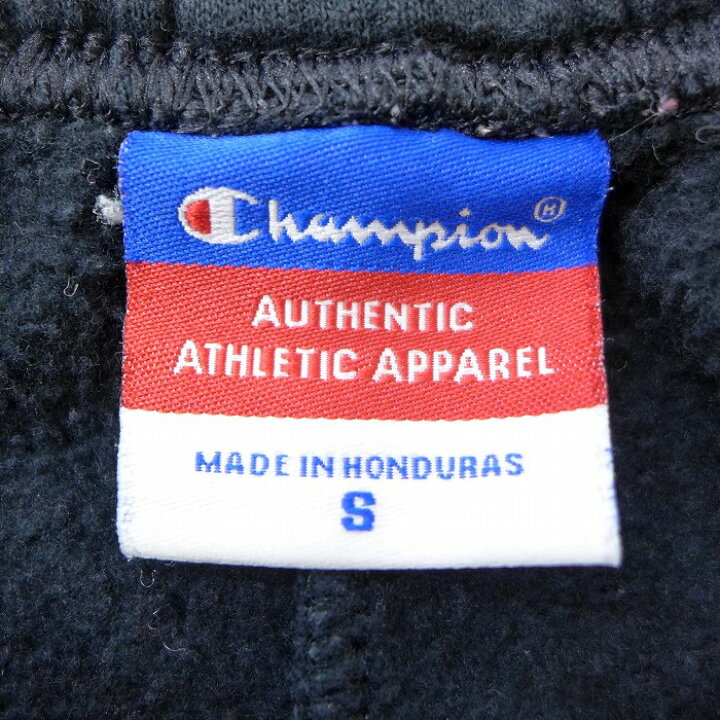 Champion®
AUTHENTIC
ATHLETIC APPAREL
MADE IN HONDURAS
S